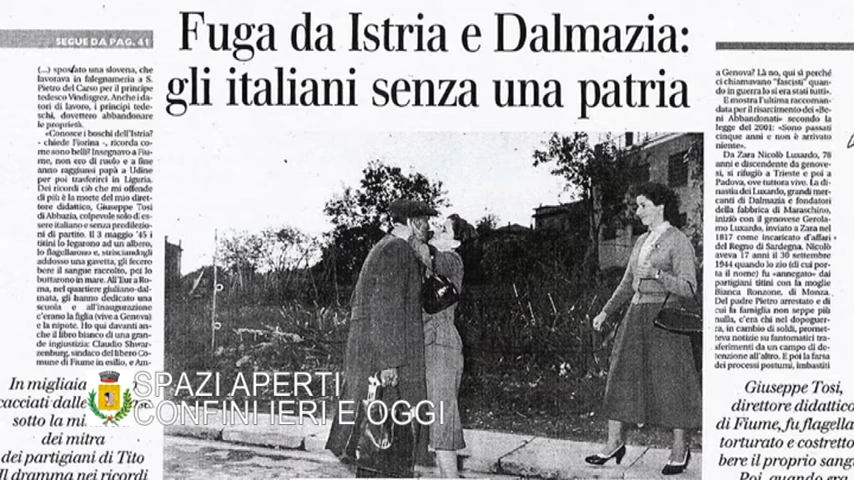 SEGUE DA PAG. 41
Fuga da Istria e Dalmazia:
gli italiani senza una patria
(...) sposato una slovena, che
lavorava in falegnameria a S.
Pietro del Carso per il principe
tedesco Vindisgrez. Anche i da-
tori di lavoro, i principi tede-
schi, dovettero abbandonare
le proprietà.
«Conosce i boschi dell'Istria?
- chiede Fiorina -, ricorda co-
me sono belli? Insegnavo a Fiu-
me, non ero di ruolo e a fine
anno raggiunsi papà a Udine
per poi trasferirci in Liguria.
Dei ricordi ciò che mi offende
di più è la morte del mio diret-
tore didattico, Giuseppe Tosi
di Abbazia, colpevole solo di es-
sere italiano e senza predilezio-
ni di partito. Il 3 maggio '45 i
titini lo legarono ad un albero,
lo flagellarono e, strisciandogli
addosso una gavetta, gli fecero
bere il sangue raccolto, poi lo
buttarono in mare. All'Eur a Ro-
ma, nel quartiere giuliano-dal-
mata, gli hanno dedicato una
scuola e all'inaugurazione
c'erano la figlia (vive a Genova)
e la nipote. Ho qui davanti an-
che il libro bianco di una gran-
de ingiustizia: Claudio Shwar-
zenburg, sindaco del libero Co-
mune di Fiume in esilio, e Am-
In migliaia
cacciati dalle
sotto la mi
dei mitra
dei partigiani di Tito
Il dramma nei ricordi
SPAZI APERTI
CONFINI IERI E OGGI
a Genova? Là no, qui sì perché
ci chiamavano "fascisti" quan-
do in guerra lo si era stati tutti».
E mostra l'ultima raccoman-
data per il risarcimento dei «Be-
ni Abbandonati» secondo la
legge del 2001: «Sono passati
cinque anni e non è arrivato
niente».
Da Zara Nicolò Luxardo, 78
anni e discendente da genove-
si, si rifugiò a Trieste e poi a
Padova, ove tuttora vive. La di-
nastia dei Luxardo, grandi mer-
canti di Dalmazia e fondatori
della fabbrica di Maraschino,
iniziò con il genovese Gerola-
mo Luxardo, inviato a Zara nel
1817 come incaricato d'affari
del Regno di Sardegna. Nicolò
aveva 17 anni il 30 settembre
1944 quando lo zio (di cui por-
ta il nome) fu «annegato» dai
partigiani titini con la moglie
Bianca Ronzone, di Monza.
Del padre Pietro arrestato e di
cui la famiglia non seppe più
nulla, c'era chi nel dopoguer-
ra, in cambio di soldi, promet-
teva notizie su fantomatici tra-
sferimenti da un campo di de-
tenzione all'altro. E poi la farsa
dei processi postumi, imbastiti
Giuseppe Tosi,
direttore didattico
di Fiume, fu flagella
torturato e costretto
bere il proprio sangu
Poi, quando era